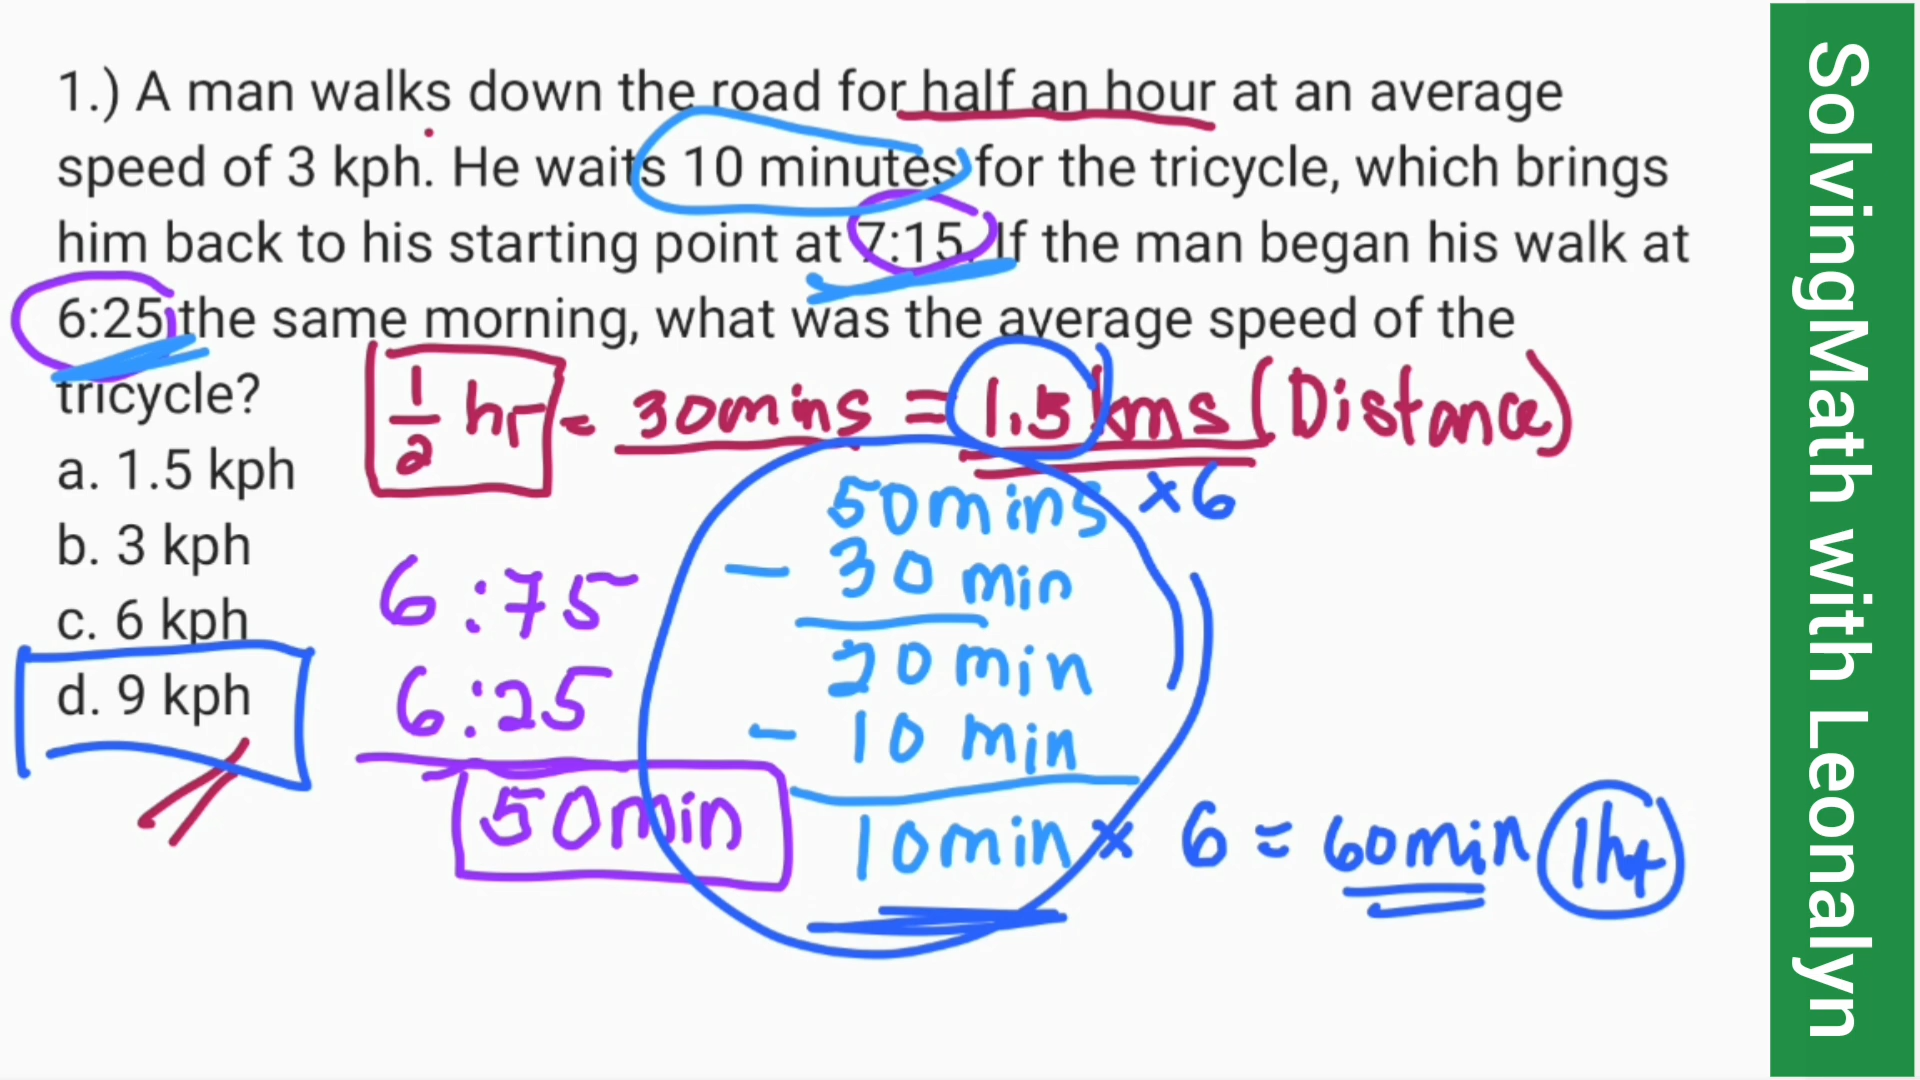 1.) A man walks down the road for half an hour at an average
speed of 3 kph. He waits 10 minutes for the tricycle, which brings
him back to his starting point at 7:15. If the man began his walk at
6:25 the same morning, what was the average speed of the
tricycle?
1/2 hr = 30mins = 1.5 kms (Distance)
a. 1.5 kph
b. 3 kph
c. 6 kph
d. 9 kph
6:75
6:25
50min
50mins ×6
- 30 min
20 min
- 10 min
10min × 6 = 60min 1hr
SolvingMath with Leonalyn